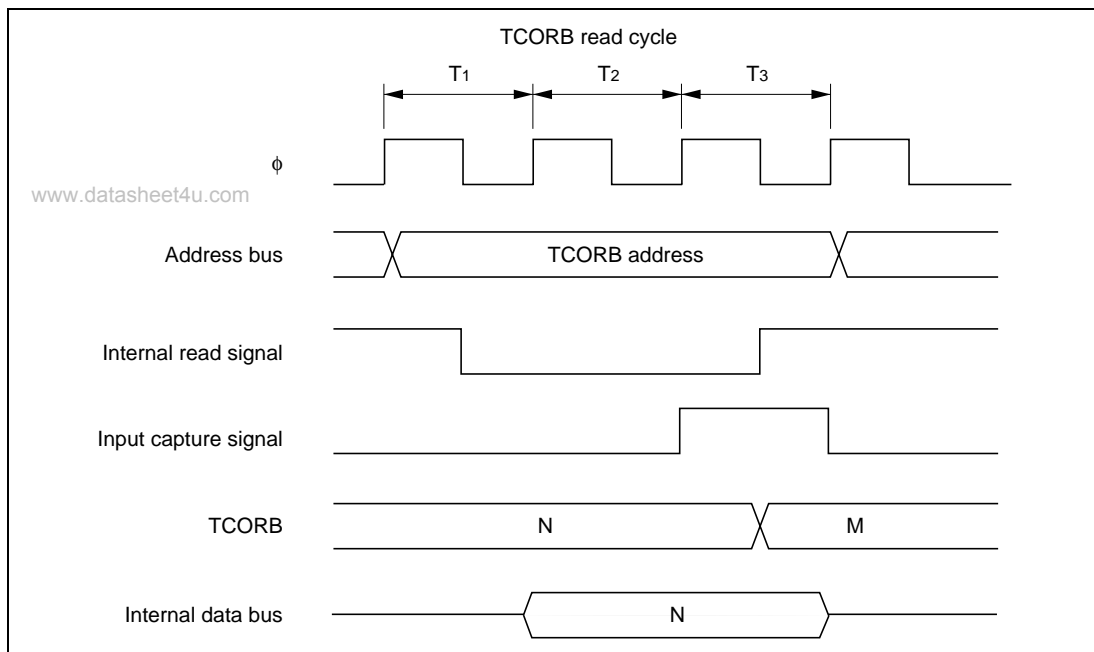 TCORB read cycle
T1 T2 T3
φ
www.datasheet4u.com
Address bus TCORB address
Internal read signal
Input capture signal
TCORB N M
Internal data bus N